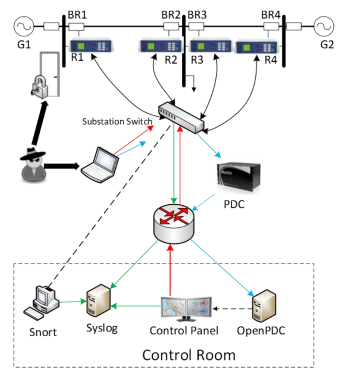 BR1 BR2 BR3 BR4
G1 G2
R1 R2 R3 R4
Substation Switch
PDC
Snort Syslog Control Panel OpenPDC
Control Room